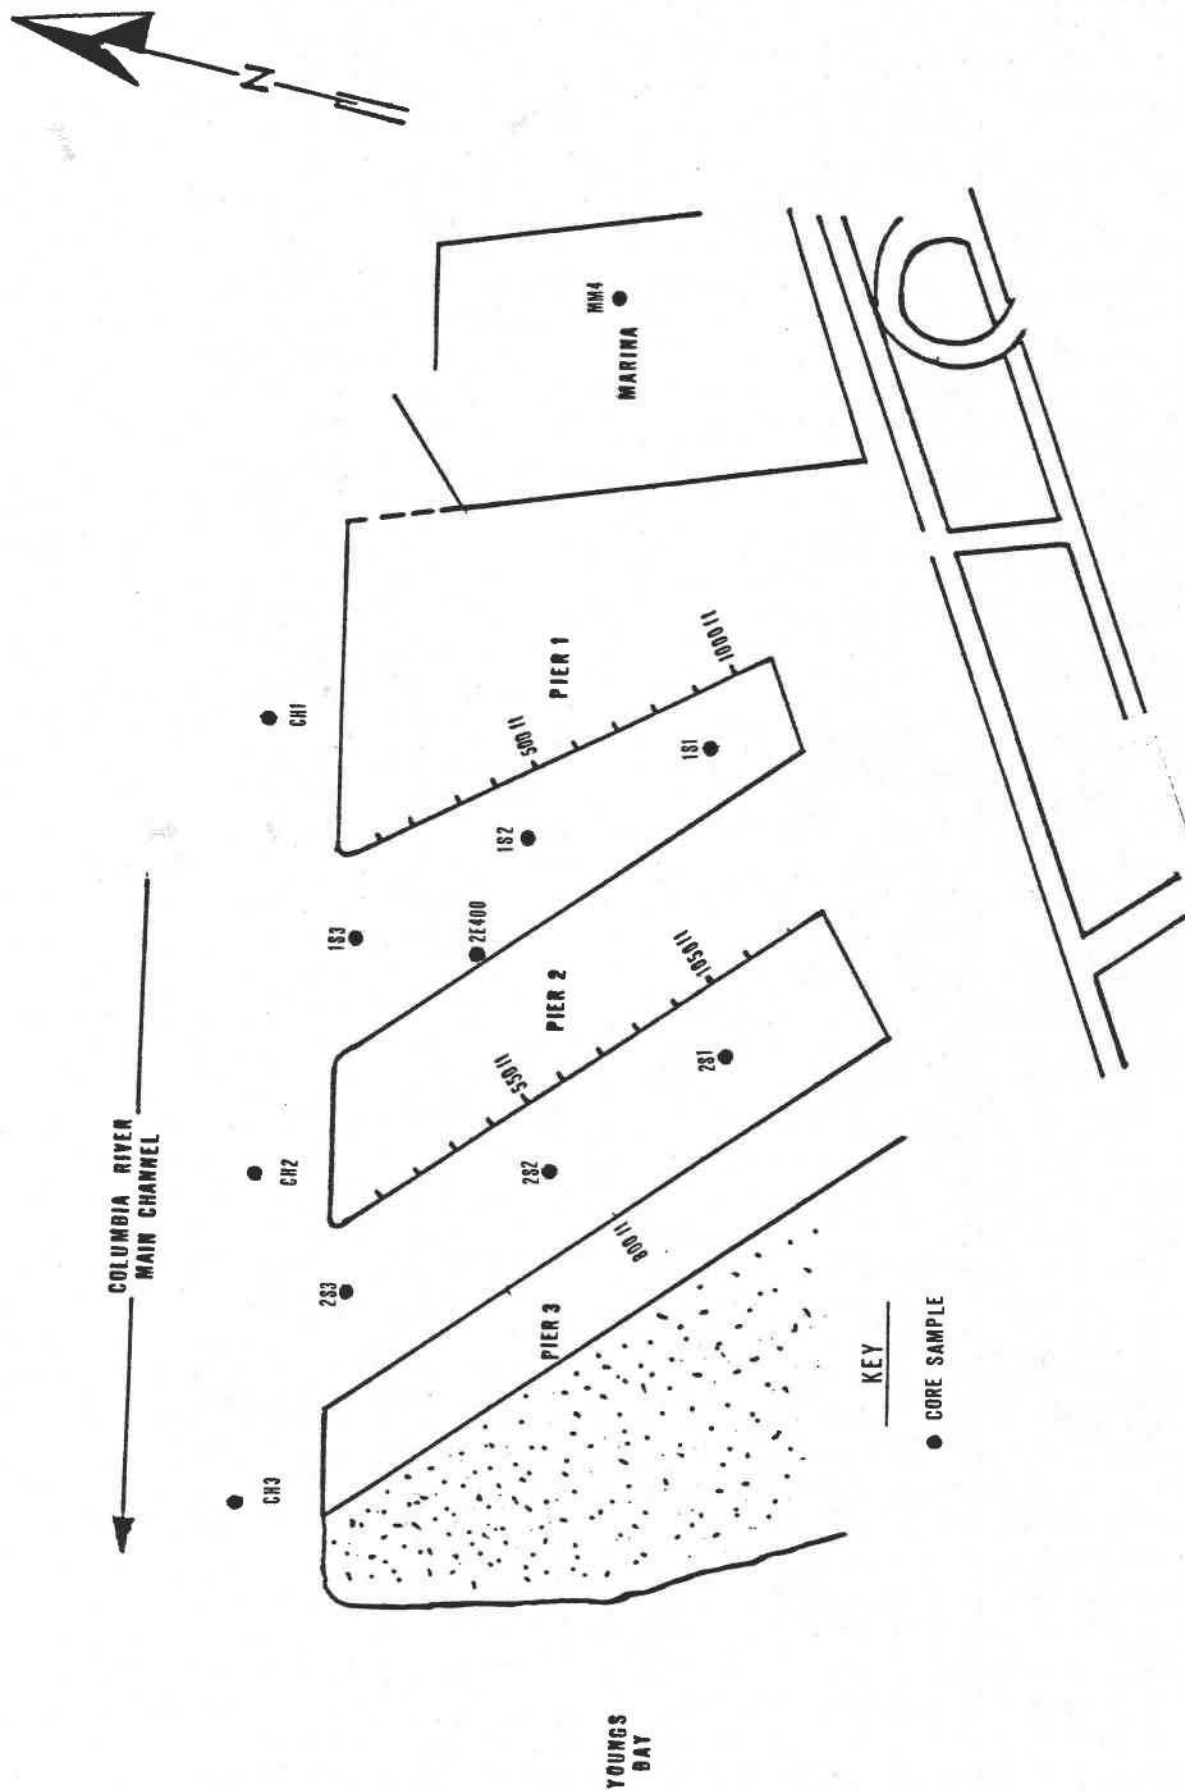 N
COLUMBIA RIVER
MAIN CHANNEL
CH3
CH2
CH1
2S3
1S3
2E400
2S2
1S2
2S1
1S1
MM4
MARINA
PIER 1
500 ft
1000 ft
PIER 2
550 ft
1050 ft
PIER 3
800 ft
YOUNGS
BAY
KEY
CORE SAMPLE